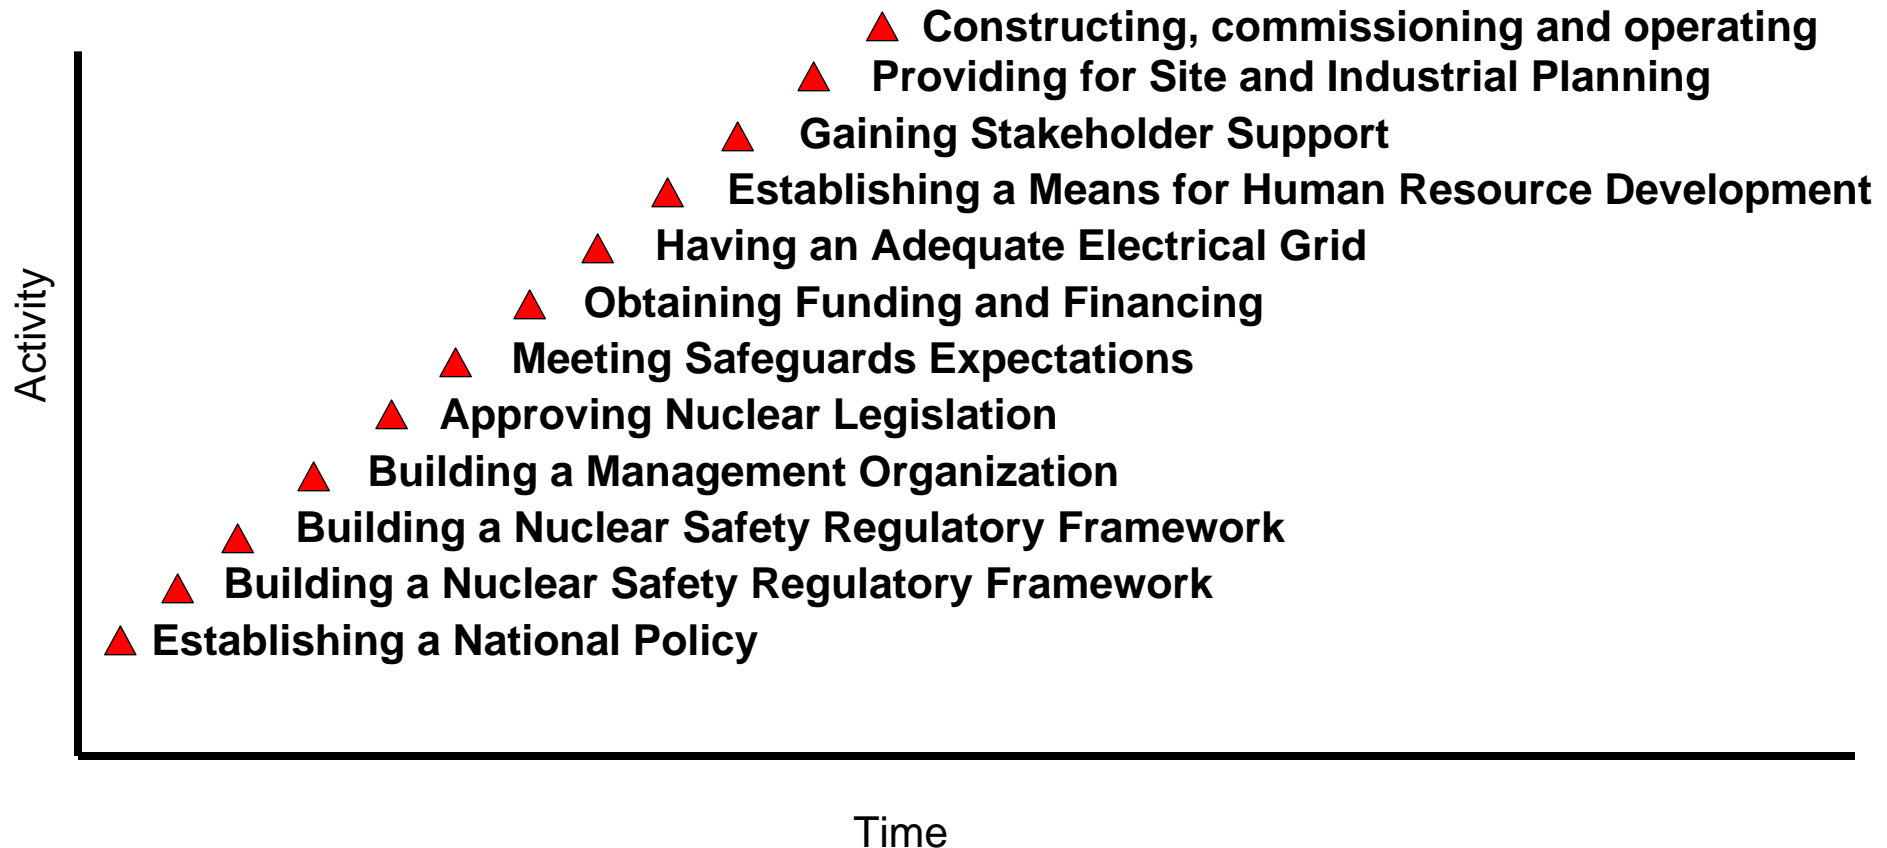 Constructing, commissioning and operating
Providing for Site and Industrial Planning
Gaining Stakeholder Support
Establishing a Means for Human Resource Development
Having an Adequate Electrical Grid
Obtaining Funding and Financing
Meeting Safeguards Expectations
Approving Nuclear Legislation
Building a Management Organization
Building a Nuclear Safety Regulatory Framework
Building a Nuclear Safety Regulatory Framework
Establishing a National Policy
Activity
Time